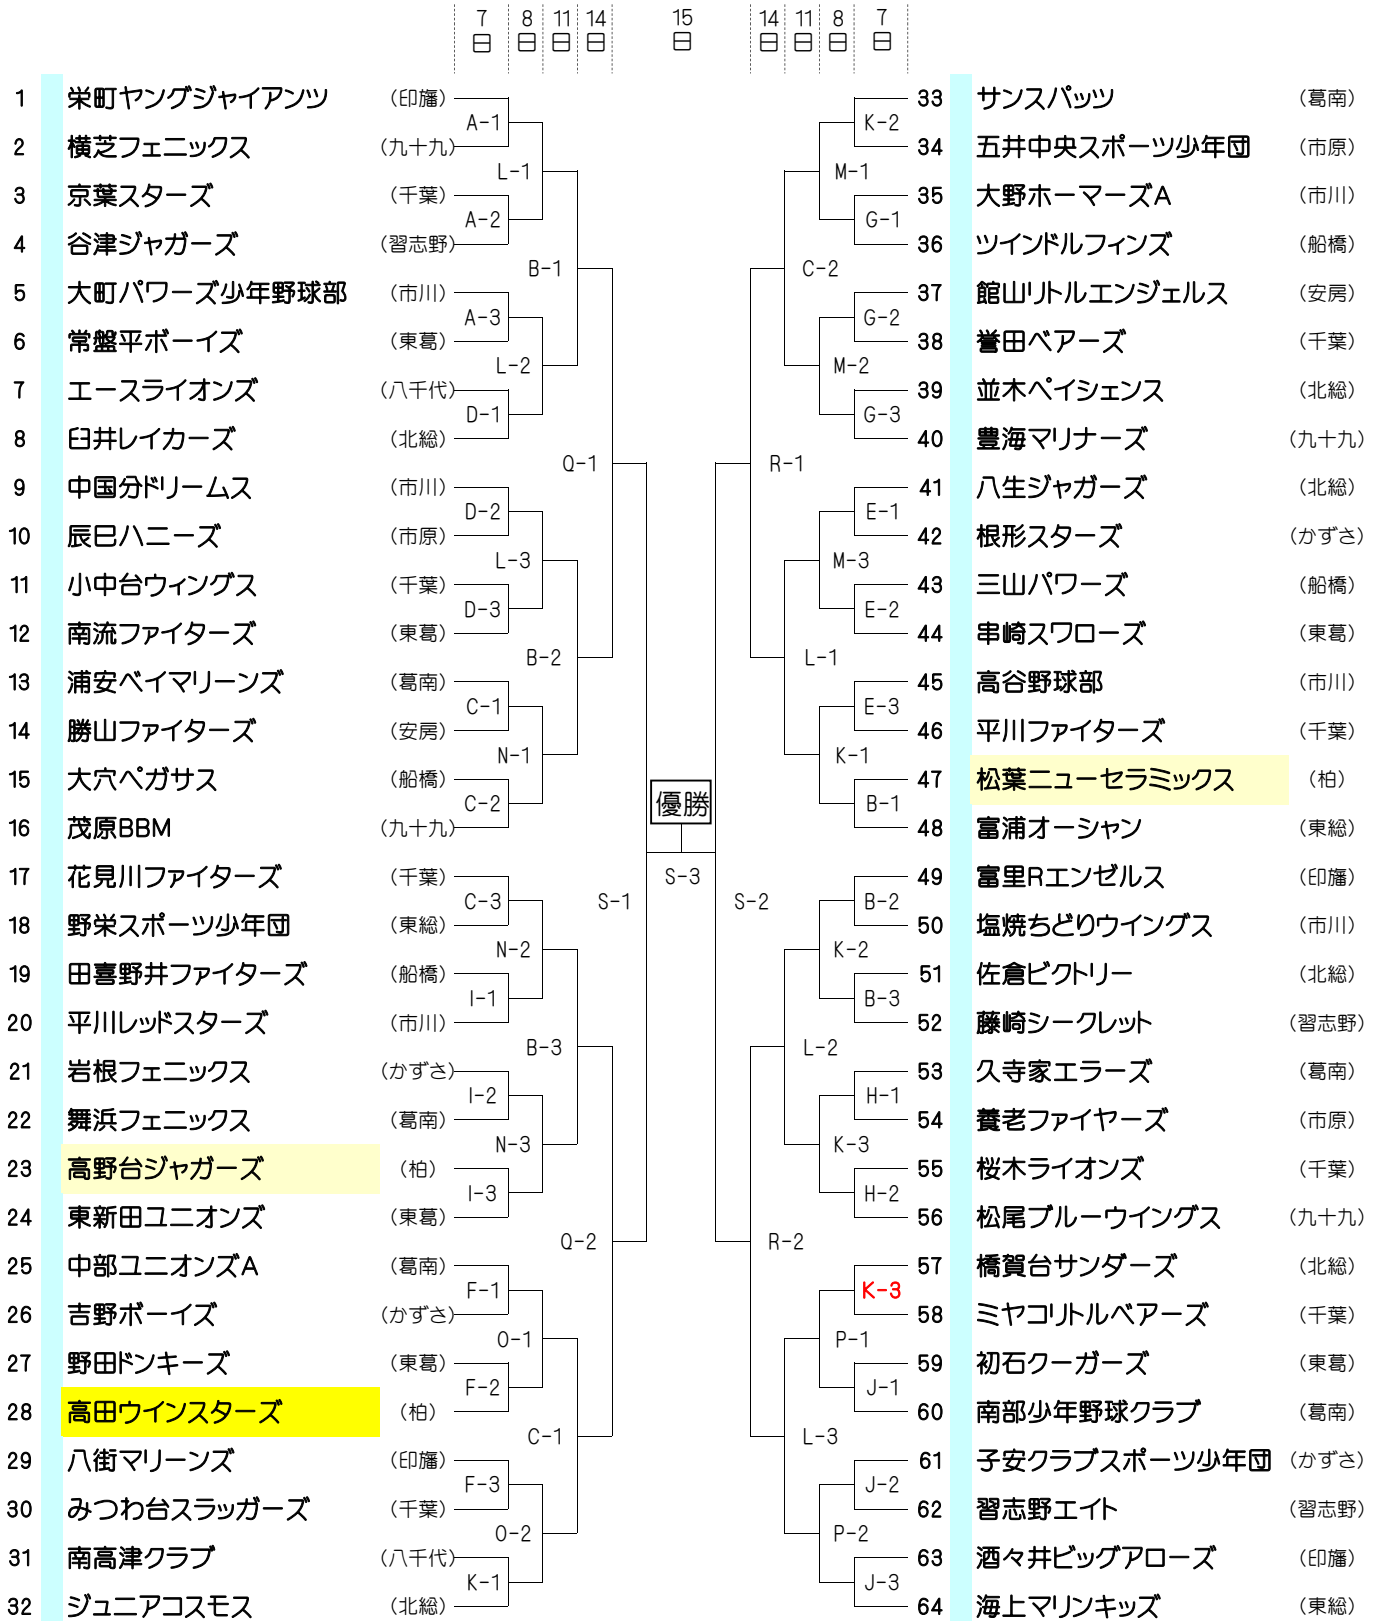 7日 8日 11日 14日 15日 14日 11日 8日 7日
1 栄町ヤングジャイアンツ (印旛) 33 サンスパッツ (葛南)
A-1 K-2
2 横芝フェニックス (九十九) 34 五井中央スポーツ少年団 (市原)
L-1 M-1
3 京葉スターズ (千葉) 35 大野ホーマーズA (市川)
A-2 G-1
4 谷津ジャガーズ (習志野) 36 ツインドルフィンズ (船橋)
B-1 C-2
5 大町パワーズ少年野球部 (市川) 37 館山リトルエンジェルス (安房)
A-3 G-2
6 常盤平ボーイズ (東葛) 38 誉田ベアーズ (千葉)
L-2 M-2
7 エースライオンズ (八千代) 39 並木ペイシェンス (北総)
D-1 G-3
8 臼井レイカーズ (北総) 40 豊海マリナーズ (九十九)
Q-1 R-1
9 中国分ドリームス (市川) 41 八生ジャガーズ (北総)
D-2 E-1
10 辰巳ハニーズ (市原) 42 根形スターズ (かずさ)
L-3 M-3
11 小中台ウィングス (千葉) 43 三山パワーズ (船橋)
D-3 E-2
12 南流ファイターズ (東葛) 44 串崎スワローズ (東葛)
B-2 L-1
13 浦安ベイマリーンズ (葛南) 45 高谷野球部 (市川)
C-1 E-3
14 勝山ファイターズ (安房) 46 平川ファイターズ (千葉)
N-1 K-1
15 大穴ペガサス (船橋) 47 松葉ニューセラミックス (柏)
C-2 優勝 B-1
16 茂原BBM (九十九) 48 富浦オーシャン (東総)
17 花見川ファイターズ (千葉) S-3 49 富里Rエンゼルス (印旛)
C-3 S-1 S-2 B-2
18 野栄スポーツ少年団 (東総) 50 塩焼ちどりウイングス (市川)
N-2 K-2
19 田喜野井ファイターズ (船橋) 51 佐倉ビクトリー (北総)
I-1 B-3
20 平川レッドスターズ (市川) 52 藤崎シークレット (習志野)
B-3 L-2
21 岩根フェニックス (かずさ) 53 久寺家エラーズ (葛南)
I-2 H-1
22 舞浜フェニックス (葛南) 54 養老ファイヤーズ (市原)
N-3 K-3
23 高野台ジャガーズ (柏) 55 桜木ライオンズ (千葉)
I-3 H-2
24 東新田ユニオンズ (東葛) 56 松尾ブルーウイングス (九十九)
Q-2 R-2
25 中部ユニオンズA (葛南) 57 橋賀台サンダーズ (北総)
F-1 K-3
26 吉野ボーイズ (かずさ) 58 ミヤコリトルベアーズ (千葉)
O-1 P-1
27 野田ドンキーズ (東葛) 59 初石クーガーズ (東葛)
F-2 J-1
28 高田ウインスターズ (柏) 60 南部少年野球クラブ (葛南)
C-1 L-3
29 八街マリーンズ (印旛) 61 子安クラブスポーツ少年団 (かずさ)
F-3 J-2
30 みつわ台スラッガーズ (千葉) 62 習志野エイト (習志野)
O-2 P-2
31 南高津クラブ (八千代) 63 酒々井ビッグアローズ (印旛)
K-1 J-3
32 ジュニアコスモス (北総) 64 海上マリンキッズ (東総)